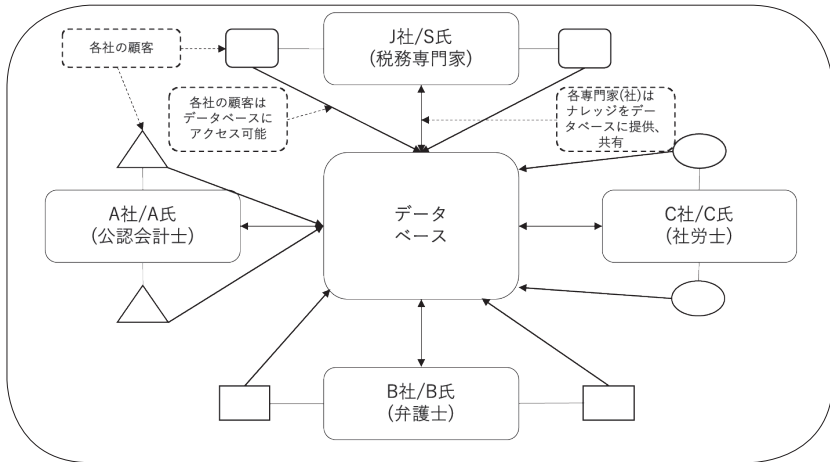 各社の顧客
J社/S氏
(税務専門家)
各社の顧客は
データベースに
アクセス可能
各専門家(社)は
ナレッジをデー
タベースに提供、
共有
A社/A氏
(公認会計士)
データ
ベース
C社/C氏
(社労士)
B社/B氏
(弁護士)